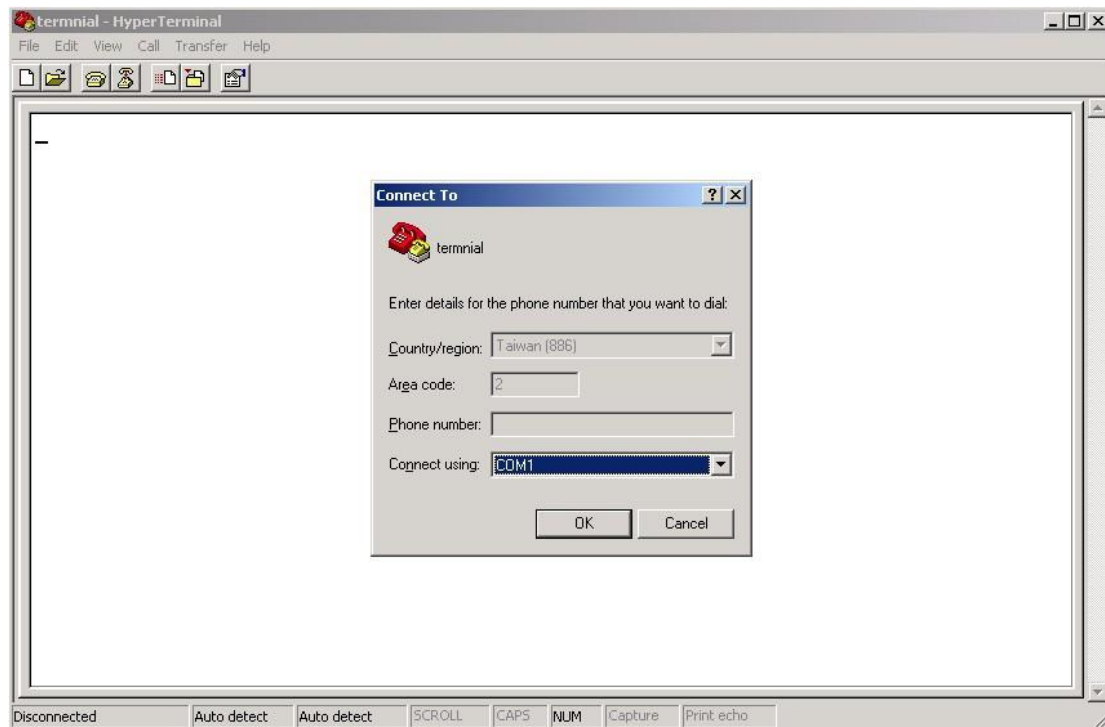 termnial - HyperTerminal
File Edit View Call Transfer Help
Connect To
termnial
Enter details for the phone number that you want to dial:
Country/region: Taiwan (886)
Area code: 2
Phone number:
Connect using: COM1
OK Cancel
Disconnected Auto detect Auto detect SCROLL CAPS NUM Capture Print echo